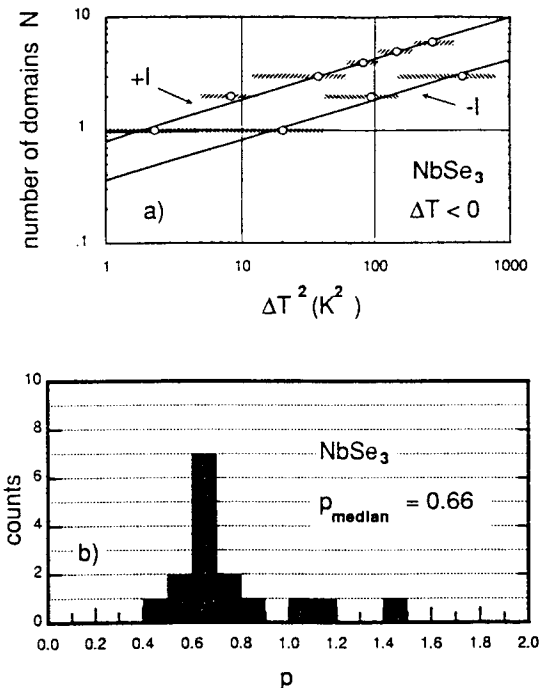 number of domains N
10
1
.1
+I
-I
a)
NbSe3
ΔT < 0
1
10
100
1000
ΔT 2 (K2 )
counts
10
8
6
4
2
0
NbSe3
pmedian = 0.66
b)
0.0 0.2 0.4 0.6 0.8 1.0 1.2 1.4 1.6 1.8 2.0
p